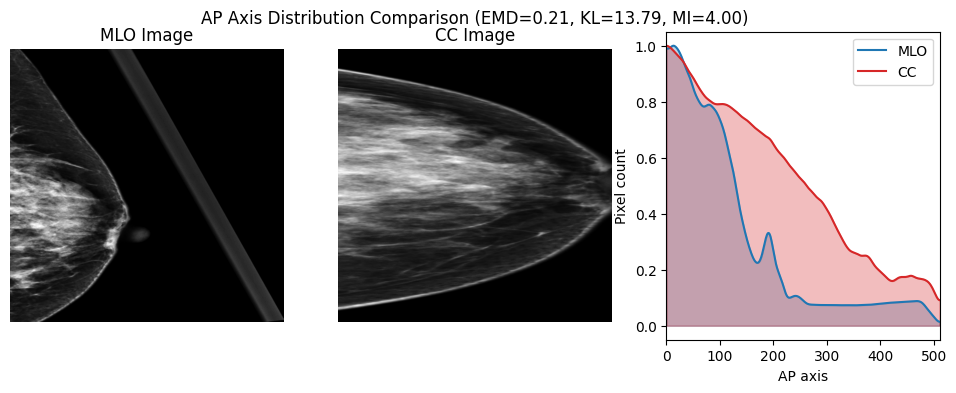 AP Axis Distribution Comparison (EMD=0.21, KL=13.79, MI=4.00)
MLO Image
CC Image
MLO
CC
Pixel count
1.0
0.8
0.6
0.4
0.2
0.0
0 100 200 300 400 500
AP axis